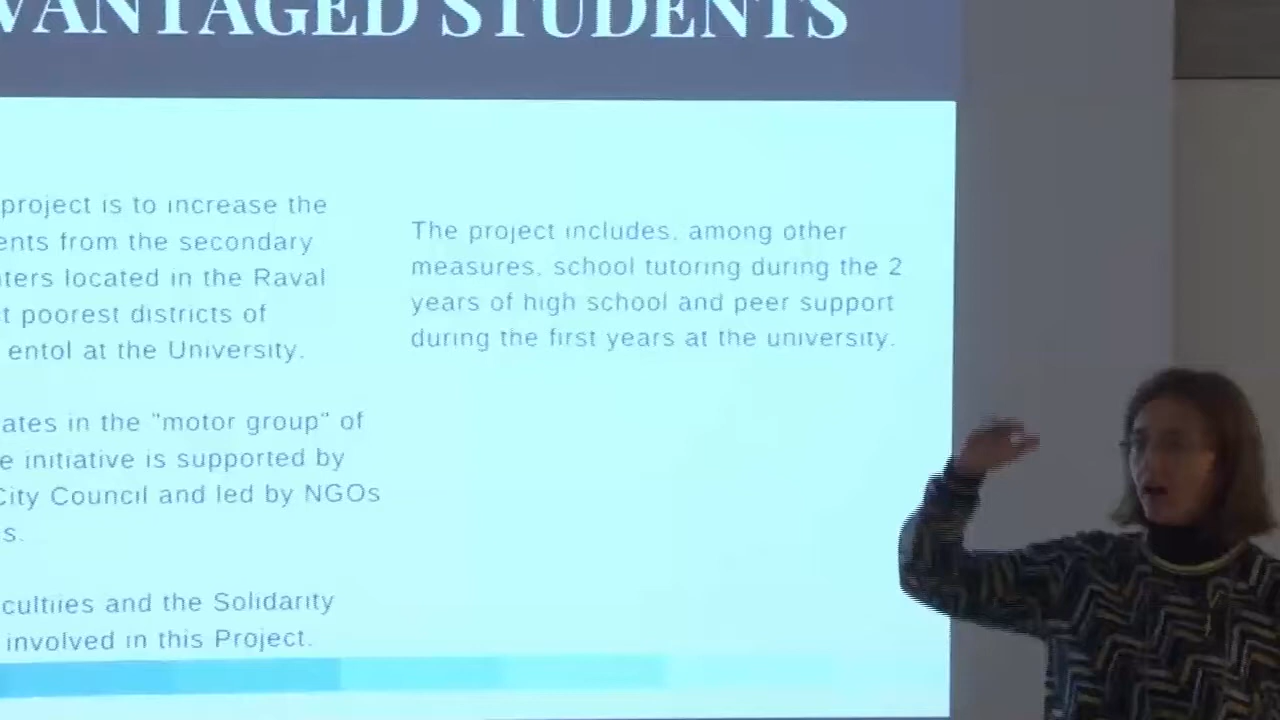 VANTAGED STUDENTS
project is to increase the
ents from the secondary
ters located in the Raval
t poorest districts of
entol at the University.
ates in the "motor group" of
e initiative is supported by
City Council and led by NGOs
s.
cultiies and the Solidarity
involved in this Project.
The project includes, among other
measures, school tutoring during the 2
years of high school and peer support
during the first years at the university.